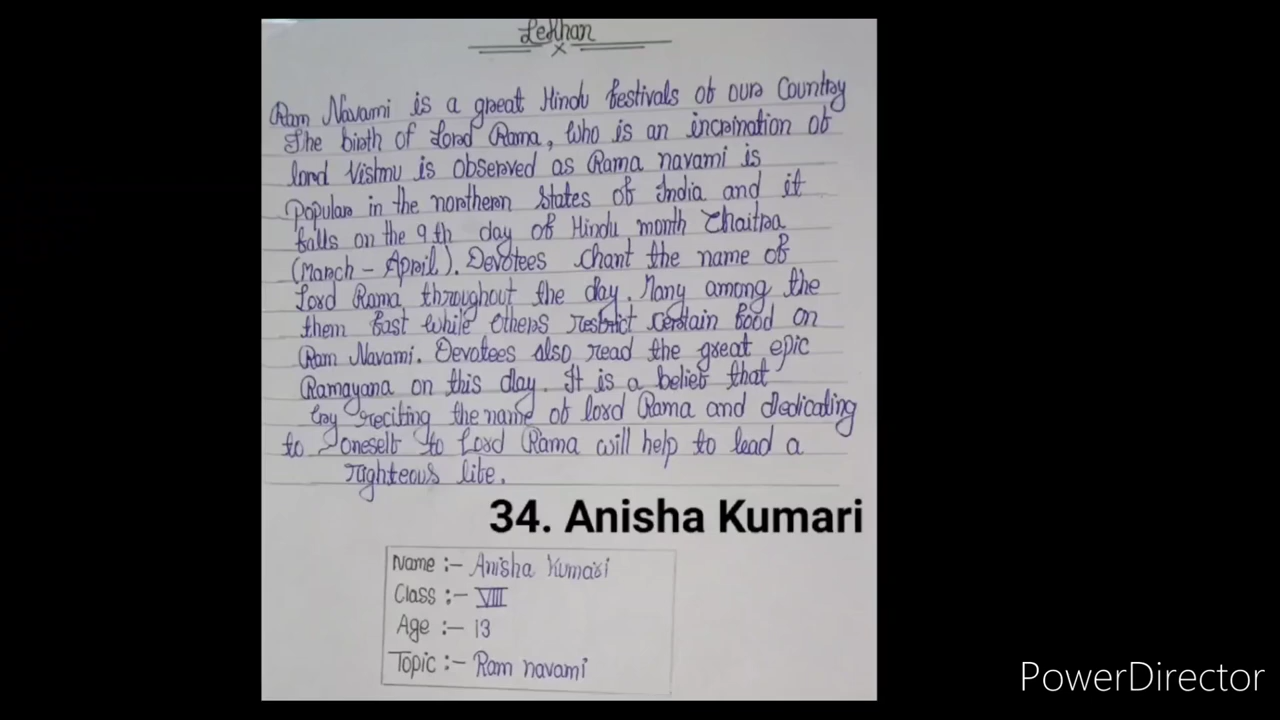 Lekhan
Ram Navami is a great Hindu festivals of our Country
The birth of Lord Rama, who is an incrination of
lord Vishnu is observed as Rama navami is
Popular in the northern States of India and it
falls on the 9th day of Hindu month Chaitra
(March - April). Devotees chant the name of
Lord Rama throughout the day. Many among the
them fast while others restrict certain food on
Ram Navami. Devotees also read the great epic
Ramayana on this day. It is a belief that
by reciting the name of lord Rama and dedicating
to oneself to Lord Rama will help to lead a
righteous life.
34. Anisha Kumari
Name :- Anisha Kumari
Class :- VIII
Age :- 13
Topic :- Ram navami
PowerDirector